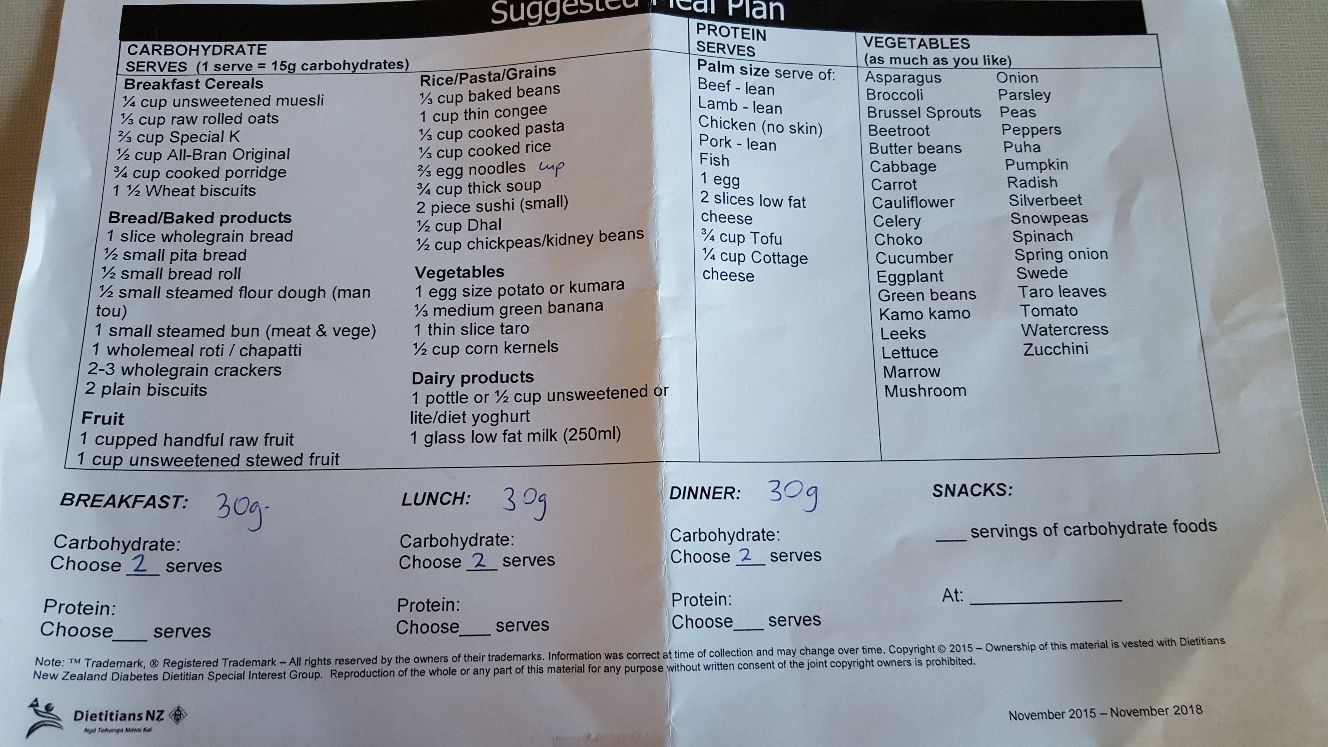 Suggested Meal Plan
CARBOHYDRATE
SERVES (1 serve = 15g carbohydrates)
Breakfast Cereals
¼ cup unsweetened muesli
⅓ cup raw rolled oats
⅔ cup Special K
½ cup All-Bran Original
¾ cup cooked porridge
1 ½ Wheat biscuits
Bread/Baked products
1 slice wholegrain bread
½ small pita bread
½ small bread roll
½ small steamed flour dough (man
tou)
1 small steamed bun (meat & vege)
1 wholemeal roti / chapatti
2-3 wholegrain crackers
2 plain biscuits
Fruit
1 cupped handful raw fruit
1 cup unsweetened stewed fruit
Rice/Pasta/Grains
⅓ cup baked beans
1 cup thin congee
⅓ cup cooked pasta
⅓ cup cooked rice
⅔ egg noodles cup
¾ cup thick soup
2 piece sushi (small)
½ cup Dhal
½ cup chickpeas/kidney beans
Vegetables
1 egg size potato or kumara
⅓ medium green banana
1 thin slice taro
½ cup corn kernels
Dairy products
1 pottle or ½ cup unsweetened or
lite/diet yoghurt
1 glass low fat milk (250ml)
PROTEIN
SERVES
Palm size serve of:
Beef - lean
Lamb - lean
Chicken (no skin)
Pork - lean
Fish
1 egg
2 slices low fat
cheese
¾ cup Tofu
¼ cup Cottage
cheese
VEGETABLES
(as much as you like)
Asparagus
Broccoli
Brussel Sprouts
Beetroot
Butter beans
Cabbage
Carrot
Cauliflower
Celery
Choko
Cucumber
Eggplant
Green beans
Kamo kamo
Leeks
Lettuce
Marrow
Mushroom
Onion
Parsley
Peas
Peppers
Puha
Pumpkin
Radish
Silverbeet
Snowpeas
Spinach
Spring onion
Swede
Taro leaves
Tomato
Watercress
Zucchini
BREAKFAST: 30g.
Carbohydrate:
Choose 2 serves
Protein:
Choose___ serves
LUNCH: 30g
Carbohydrate:
Choose 2 serves
Protein:
Choose___ serves
DINNER: 30g
Carbohydrate:
Choose 2 serves
Protein:
Choose___ serves
SNACKS:
___ servings of carbohydrate foods
At: _______________
Note: ™ Trademark, ® Registered Trademark – All rights reserved by the owners of their trademarks. Information was correct at time of collection and may change over time. Copyright © 2015 – Ownership of this material is vested with Dietitians
New Zealand Diabetes Dietitian Special Interest Group. Reproduction of the whole or any part of this material for any purpose without written consent of the joint copyright owners is prohibited.
Dietitians NZ
Ngā Tohunga Mātai Kai
November 2015 – November 2018